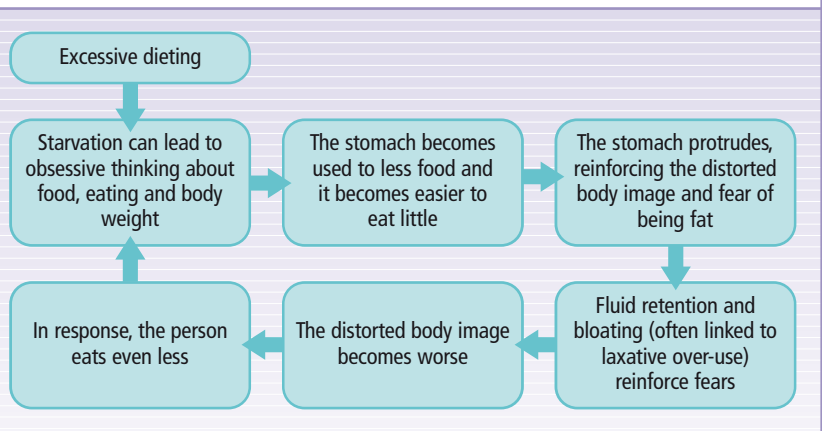 Excessive dieting
Starvation can lead to
obsessive thinking about
food, eating and body
weight
The stomach becomes
used to less food and
it becomes easier to
eat little
The stomach protrudes,
reinforcing the distorted
body image and fear of
being fat
Fluid retention and
bloating (often linked to
laxative over-use)
reinforce fears
The distorted body image
becomes worse
In response, the person
eats even less